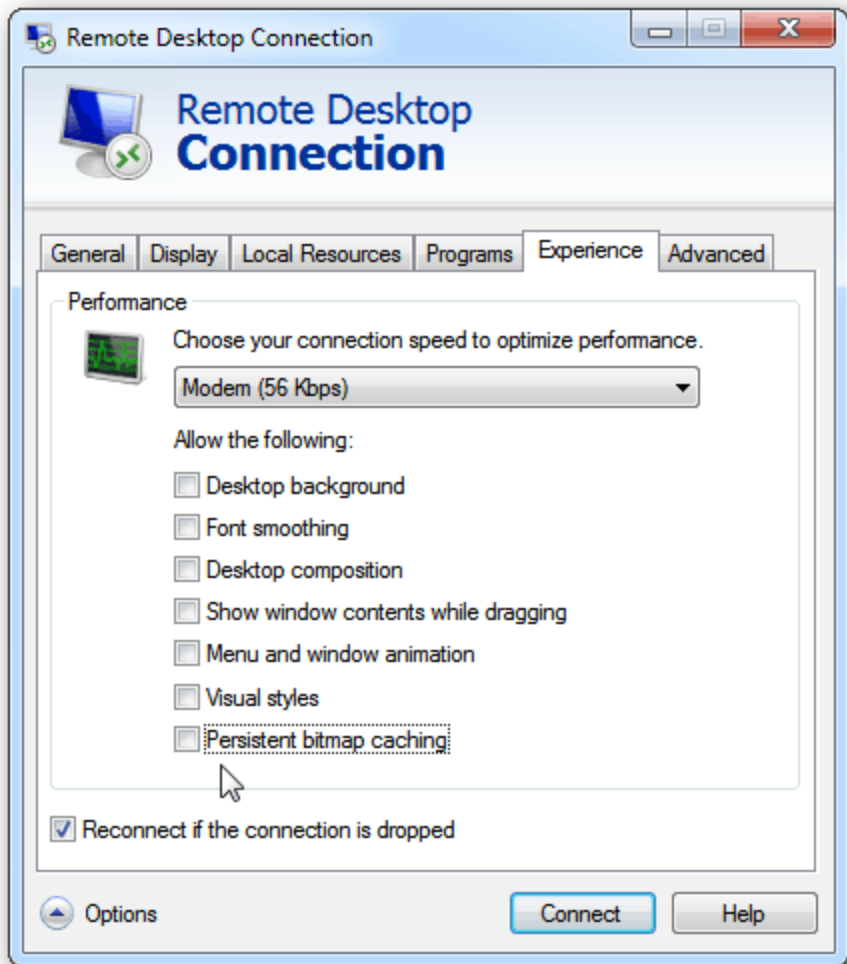 Remote Desktop Connection
Remote Desktop
Connection
General Display Local Resources Programs Experience Advanced
Performance
Choose your connection speed to optimize performance.
Modem (56 Kbps)
Allow the following:
Desktop background
Font smoothing
Desktop composition
Show window contents while dragging
Menu and window animation
Visual styles
Persistent bitmap caching
Reconnect if the connection is dropped
Options Connect Help